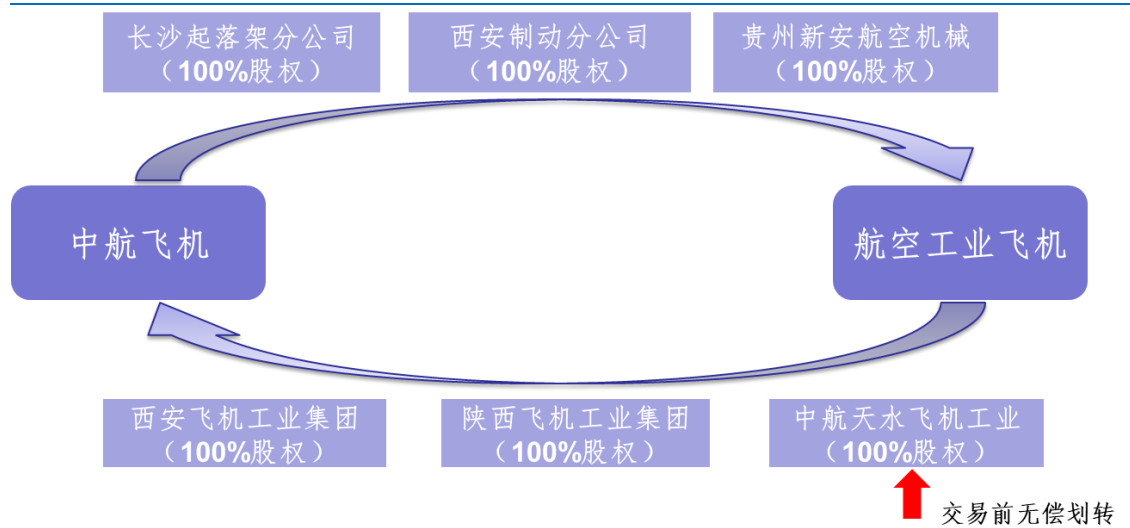 长沙起落架分公司
（100%股权）
西安制动分公司
（100%股权）
贵州新安航空机械
（100%股权）
中航飞机
航空工业飞机
西安飞机工业集团
（100%股权）
陕西飞机工业集团
（100%股权）
中航天水飞机工业
（100%股权）
交易前无偿划转